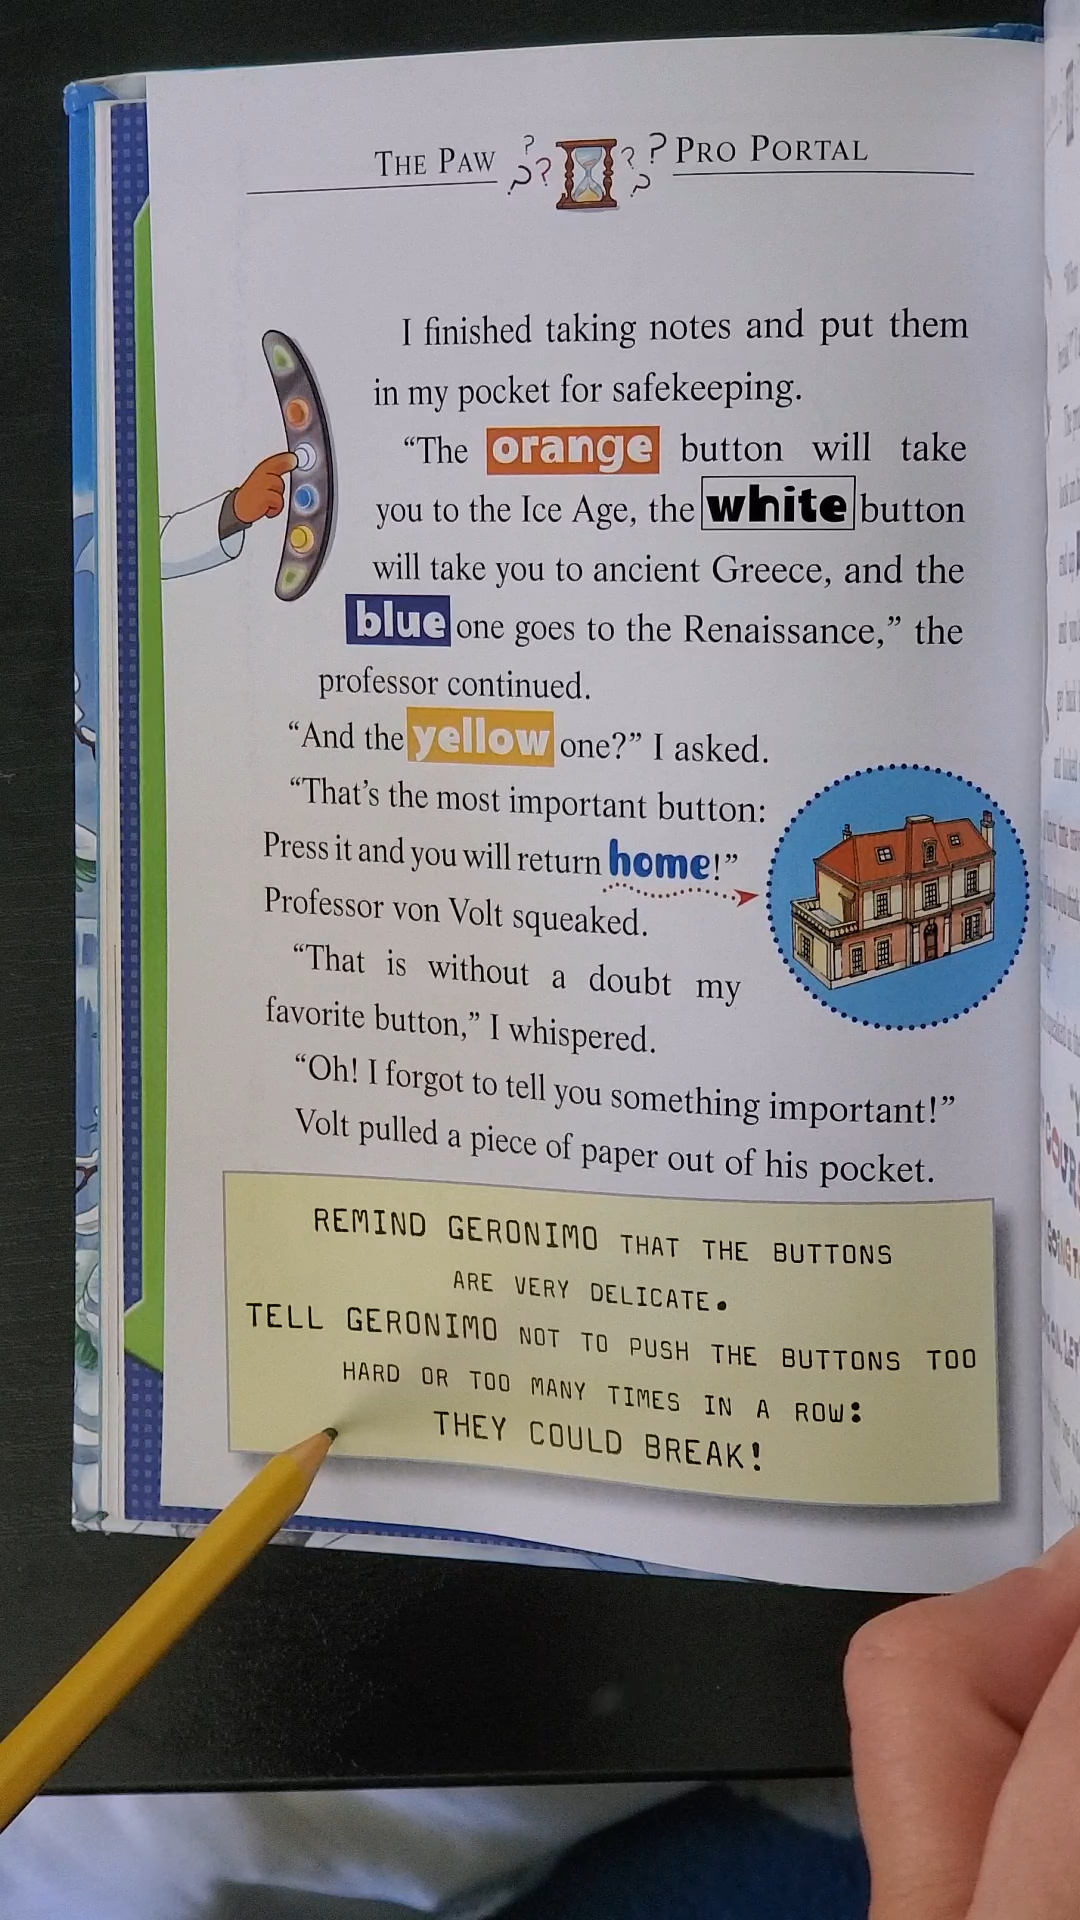 THE PAW ? ? ? ? ? ? PRO PORTAL
I finished taking notes and put them
in my pocket for safekeeping.
“The orange button will take
you to the Ice Age, the white button
will take you to ancient Greece, and the
blue one goes to the Renaissance,” the
professor continued.
“And the yellow one?” I asked.
“That’s the most important button:
Press it and you will return home!”
Professor von Volt squeaked.
“That is without a doubt my
favorite button,” I whispered.
“Oh! I forgot to tell you something important!”
Volt pulled a piece of paper out of his pocket.
REMIND GERONIMO THAT THE BUTTONS
ARE VERY DELICATE.
TELL GERONIMO NOT TO PUSH THE BUTTONS TOO
HARD OR TOO MANY TIMES IN A ROW:
THEY COULD BREAK!